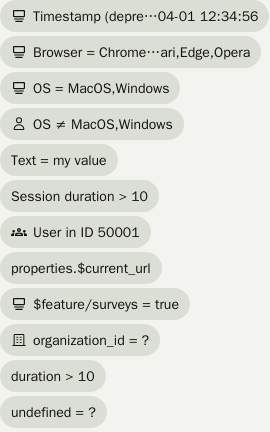 Timestamp (depre⋯04-01 12:34:56
Browser = Chrome⋯ari,Edge,Opera
OS = MacOS,Windows
OS ≠ MacOS,Windows
Text = my value
Session duration > 10
User in ID 50001
properties.$current_url
$feature/surveys = true
organization_id = ?
duration > 10
undefined = ?